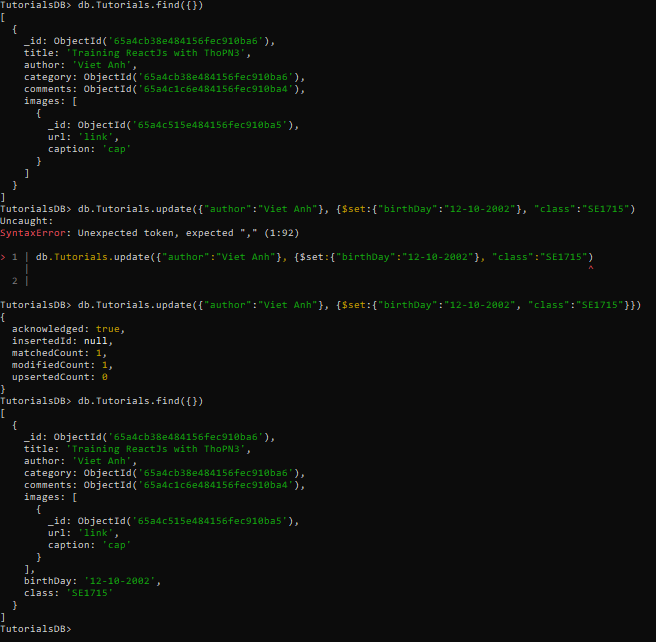 TutorialsDB> db.Tutorials.find({})
[
  {
    _id: ObjectId('65a4cb38e484156fec910ba6'),
    title: 'Training ReactJs with ThoPN3',
    author: 'Viet Anh',
    category: ObjectId('65a4cb38e484156fec910ba6'),
    comments: ObjectId('65a4c1c6e484156fec910ba4'),
    images: [
      {
        _id: ObjectId('65a4c515e484156fec910ba5'),
        url: 'link',
        caption: 'cap'
      }
    ]
  }
]
TutorialsDB> db.Tutorials.update({"author":"Viet Anh"}, {$set:{"birthDay":"12-10-2002"}, "class":"SE1715")
Uncaught:
SyntaxError: Unexpected token, expected "," (1:92)

> 1 | db.Tutorials.update({"author":"Viet Anh"}, {$set:{"birthDay":"12-10-2002"}, "class":"SE1715")
    |                                                                                             ^
  2 |

TutorialsDB> db.Tutorials.update({"author":"Viet Anh"}, {$set:{"birthDay":"12-10-2002", "class":"SE1715"}})
{
  acknowledged: true,
  insertedId: null,
  matchedCount: 1,
  modifiedCount: 1,
  upsertedCount: 0
}
TutorialsDB> db.Tutorials.find({})
[
  {
    _id: ObjectId('65a4cb38e484156fec910ba6'),
    title: 'Training ReactJs with ThoPN3',
    author: 'Viet Anh',
    category: ObjectId('65a4cb38e484156fec910ba6'),
    comments: ObjectId('65a4c1c6e484156fec910ba4'),
    images: [
      {
        _id: ObjectId('65a4c515e484156fec910ba5'),
        url: 'link',
        caption: 'cap'
      }
    ],
    birthDay: '12-10-2002',
    class: 'SE1715'
  }
]
TutorialsDB>